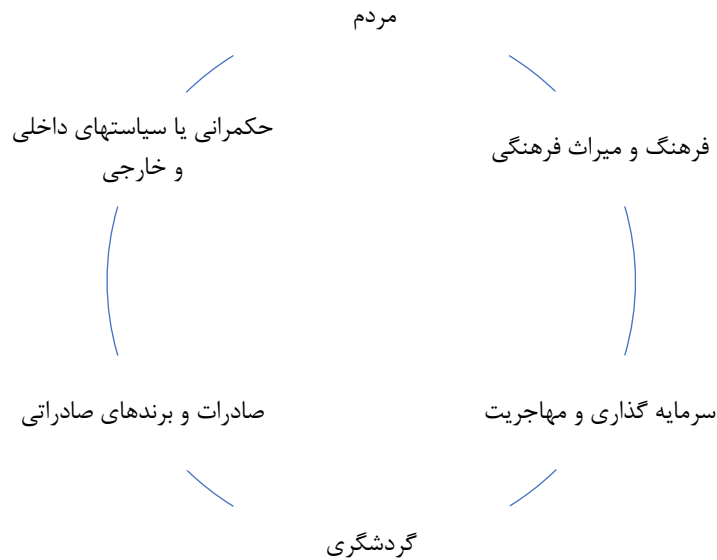 مردم
فرهنگ و میراث فرهنگی
حکمرانی یا سیاستهای داخلی
و خارجی
سرمایه گذاری و مهاجریت
صادرات و برندهای صادراتی
گردشگری